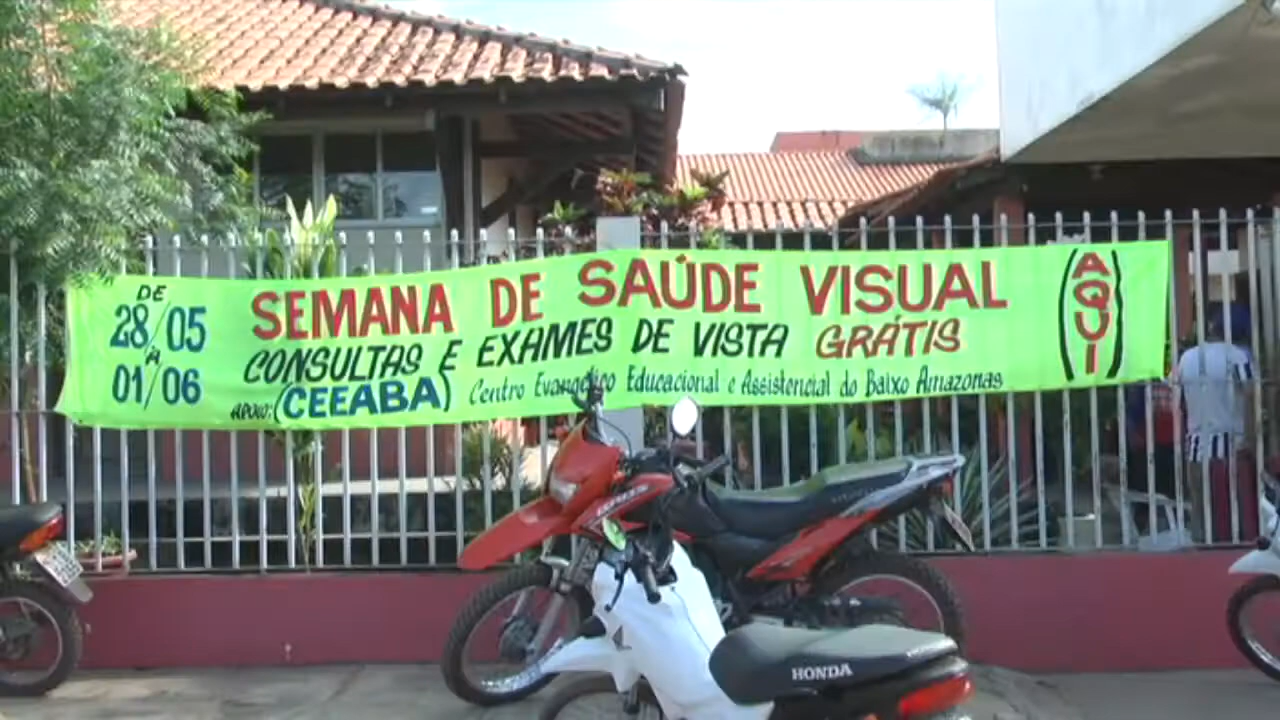 DE
28/05
A
01/06
SEMANA DE SAÚDE VISUAL
CONSULTAS E EXAMES DE VISTA GRÁTIS
APOIO: (CEEABA) Centro Evangélico Educacional e Assistencial do Baixo Amazonas
(AQUI)
BROS
HONDA